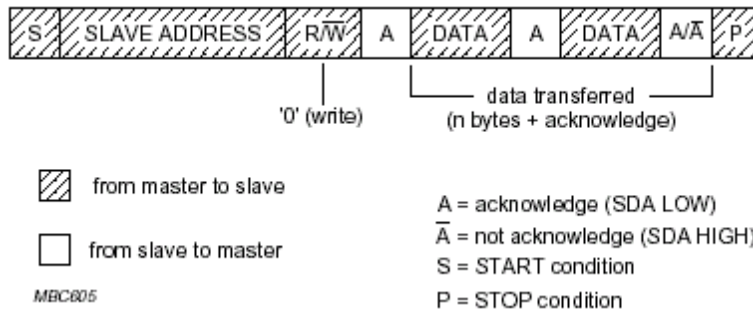 S SLAVE ADDRESS R/W̅ A DATA A DATA A/A̅ P
'0' (write)
data transferred
(n bytes + acknowledge)
from master to slave
from slave to master
A = acknowledge (SDA LOW)
A̅ = not acknowledge (SDA HIGH)
S = START condition
P = STOP condition
MBC605